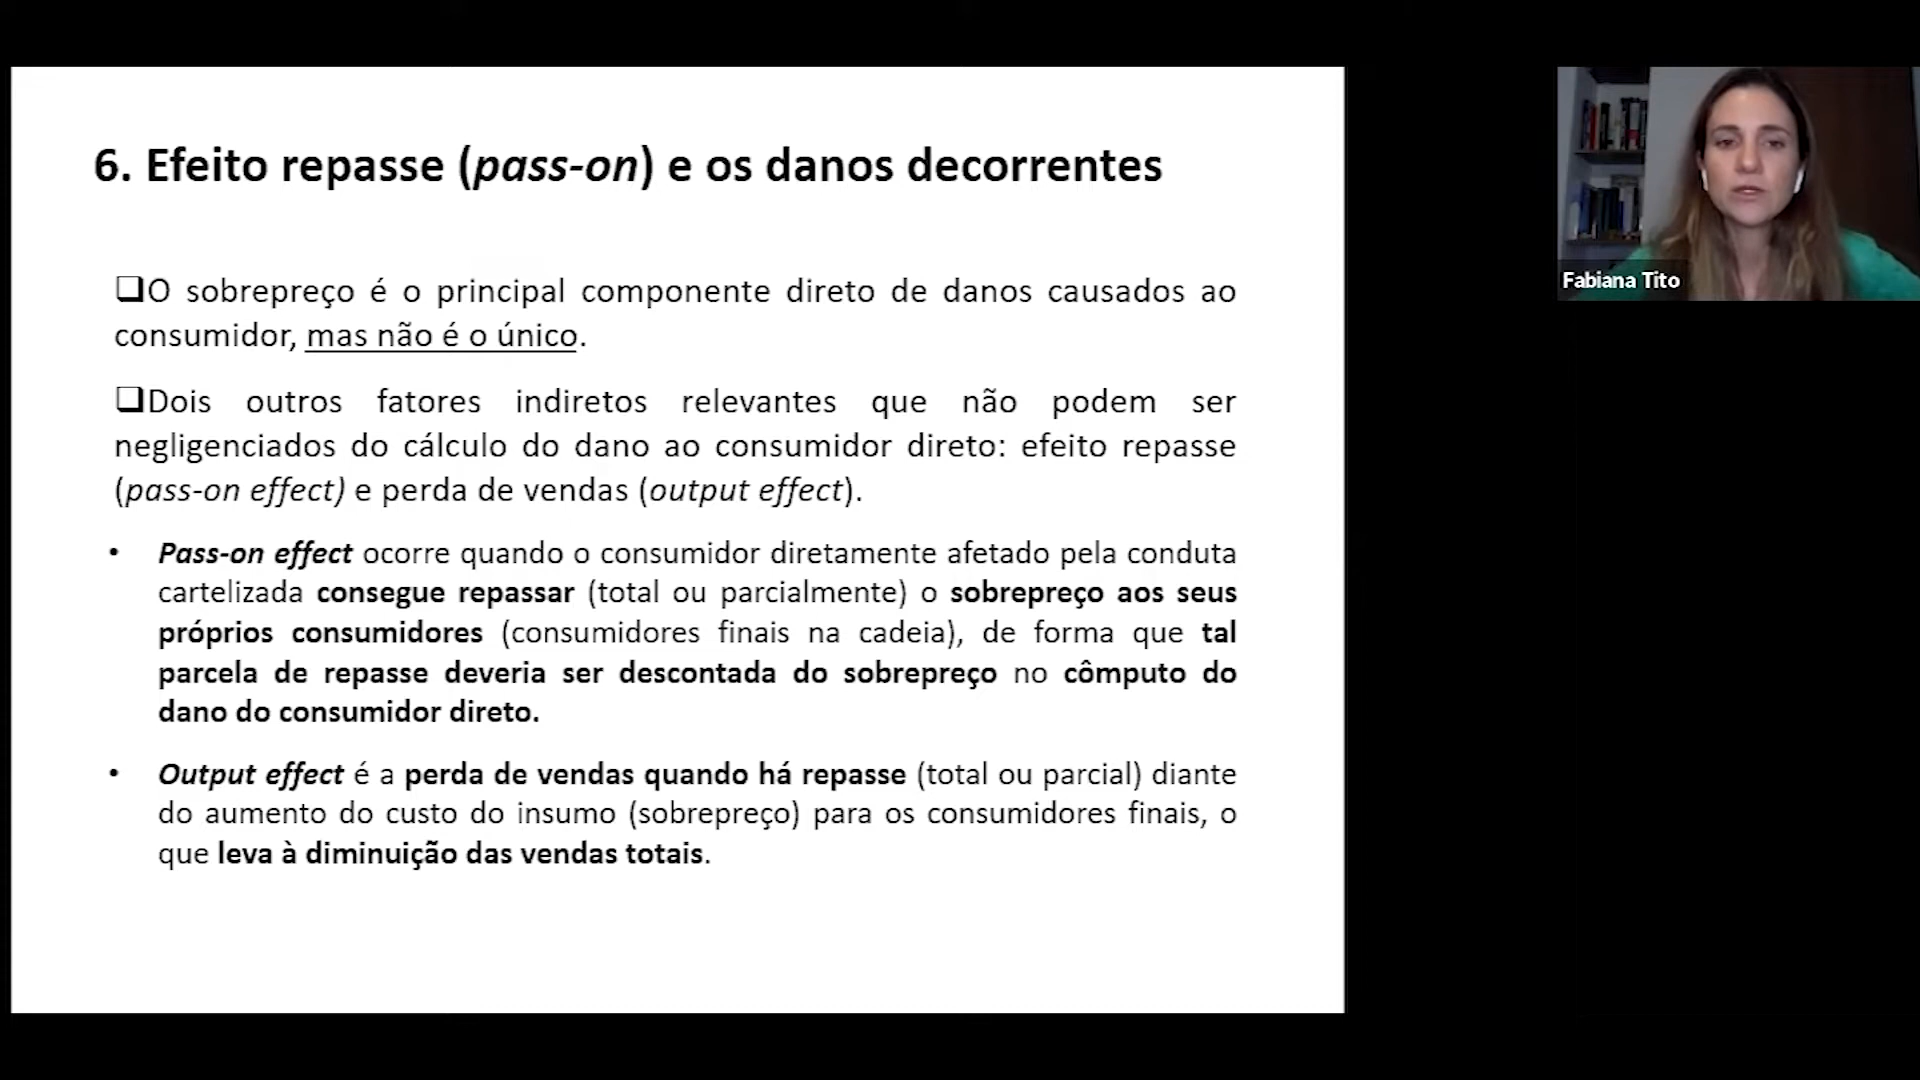 6. Efeito repasse (pass-on) e os danos decorrentes
❑O sobrepreço é o principal componente direto de danos causados ao
consumidor, mas não é o único.
❑Dois outros fatores indiretos relevantes que não podem ser
negligenciados do cálculo do dano ao consumidor direto: efeito repasse
(pass-on effect) e perda de vendas (output effect).
• Pass-on effect ocorre quando o consumidor diretamente afetado pela conduta
cartelizada consegue repassar (total ou parcialmente) o sobrepreço aos seus
próprios consumidores (consumidores finais na cadeia), de forma que tal
parcela de repasse deveria ser descontada do sobrepreço no cômputo do
dano do consumidor direto.
• Output effect é a perda de vendas quando há repasse (total ou parcial) diante
do aumento do custo do insumo (sobrepreço) para os consumidores finais, o
que leva à diminuição das vendas totais.
Fabiana Tito